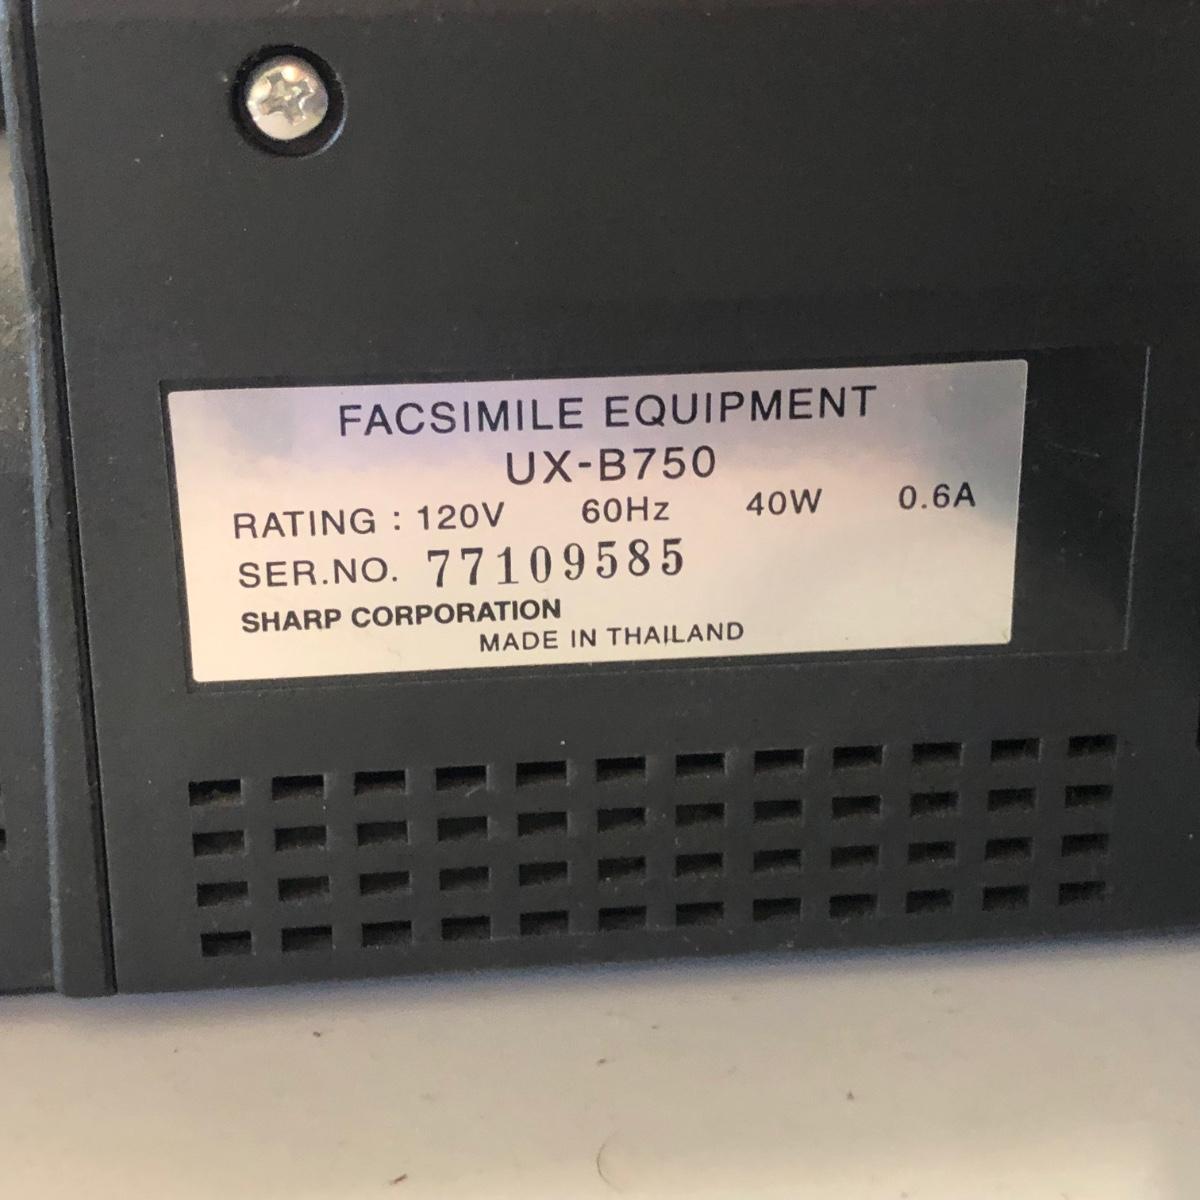 FACSIMILE EQUIPMENT
UX-B750
RATING : 120V 60Hz 40W 0.6A
SER.NO. 77109585
SHARP CORPORATION
MADE IN THAILAND